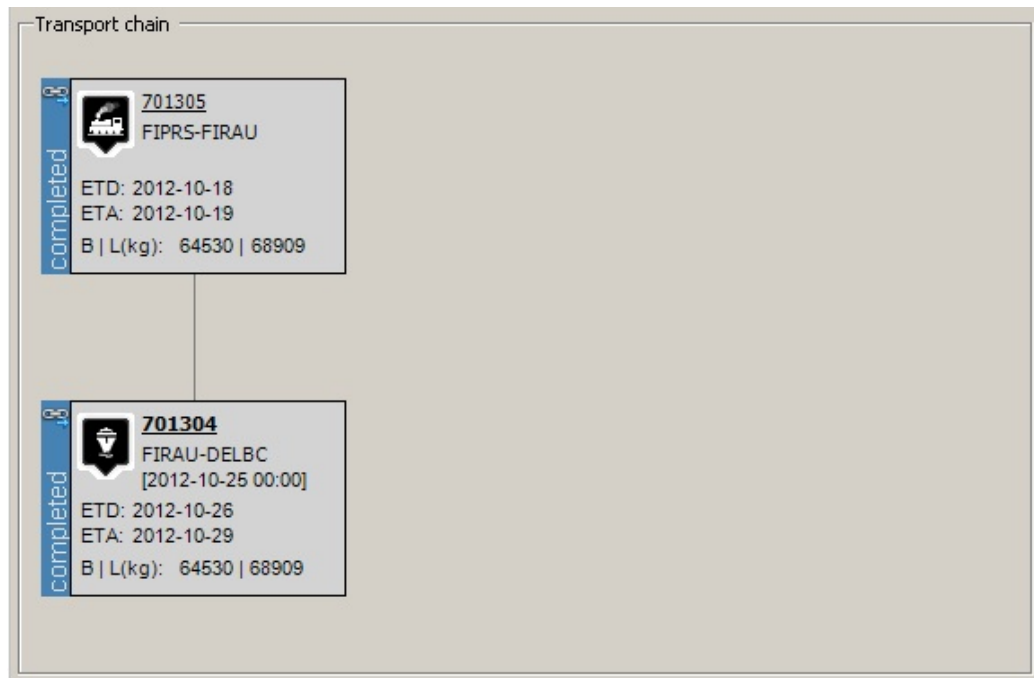 Transport chain
completed
701305
FIPRS-FIRAU
ETD: 2012-10-18
ETA: 2012-10-19
B | L(kg): 64530 | 68909
completed
701304
FIRAU-DELBC
[2012-10-25 00:00]
ETD: 2012-10-26
ETA: 2012-10-29
B | L(kg): 64530 | 68909